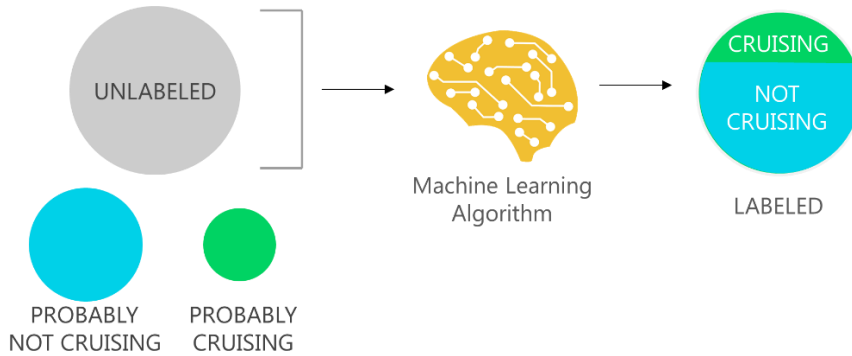 UNLABELED
PROBABLY
NOT CRUISING
PROBABLY
CRUISING
Machine Learning
Algorithm
CRUISING
NOT
CRUISING
LABELED